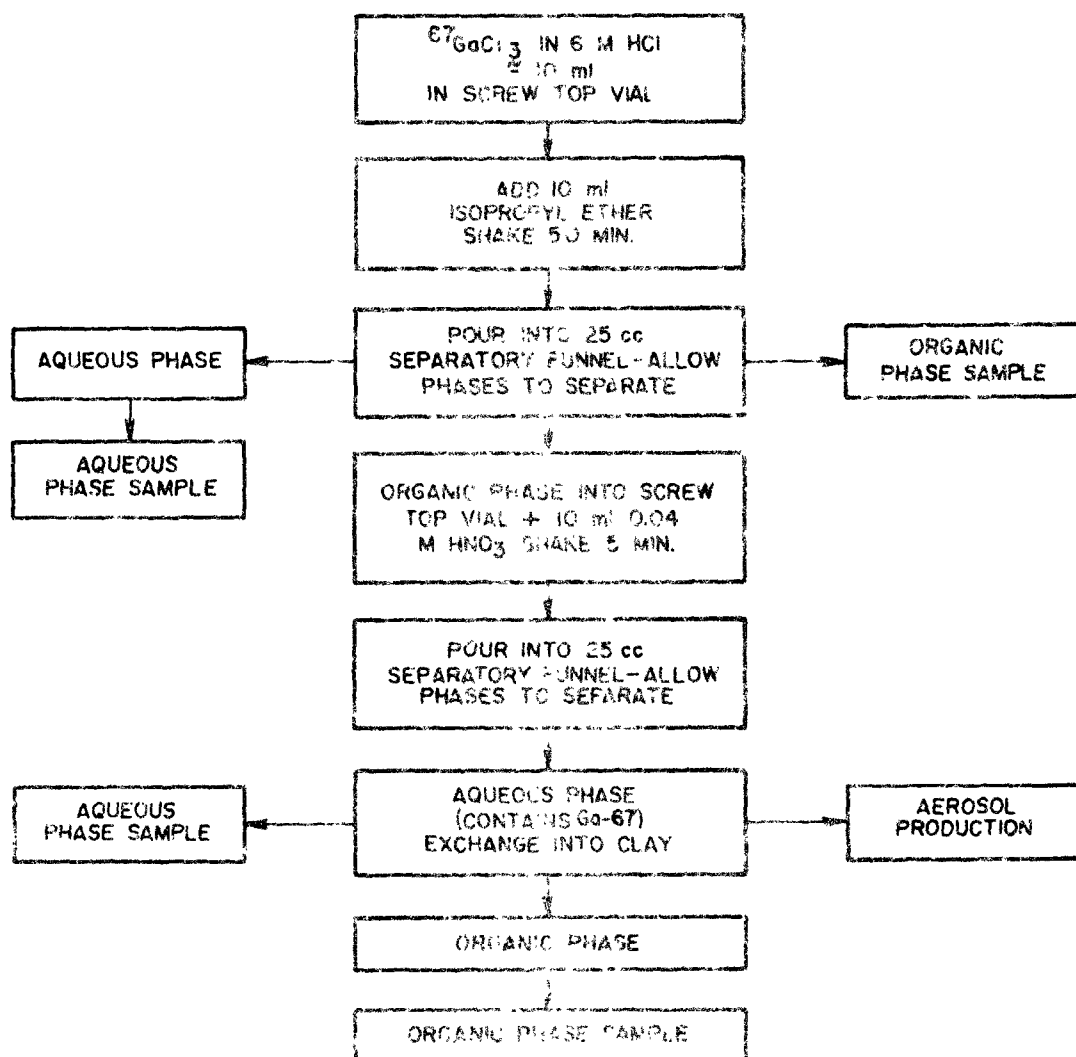 67GaCl3 IN 6 M HCl
≅ 10 ml
IN SCREW TOP VIAL
ADD 10 ml
ISOPROPYL ETHER
SHAKE 50 MIN.
POUR INTO 25 cc
SEPARATORY FUNNEL-ALLOW
PHASES TO SEPARATE
AQUEOUS PHASE
AQUEOUS
PHASE SAMPLE
ORGANIC
PHASE SAMPLE
ORGANIC PHASE INTO SCREW
TOP VIAL + 10 ml 0.04
M HNO3 SHAKE 5 MIN.
POUR INTO 25 cc
SEPARATORY FUNNEL-ALLOW
PHASES TO SEPARATE
AQUEOUS PHASE
(CONTAINS Ga-67)
EXCHANGE INTO CLAY
AQUEOUS
PHASE SAMPLE
AEROSOL
PRODUCTION
ORGANIC PHASE
ORGANIC PHASE SAMPLE